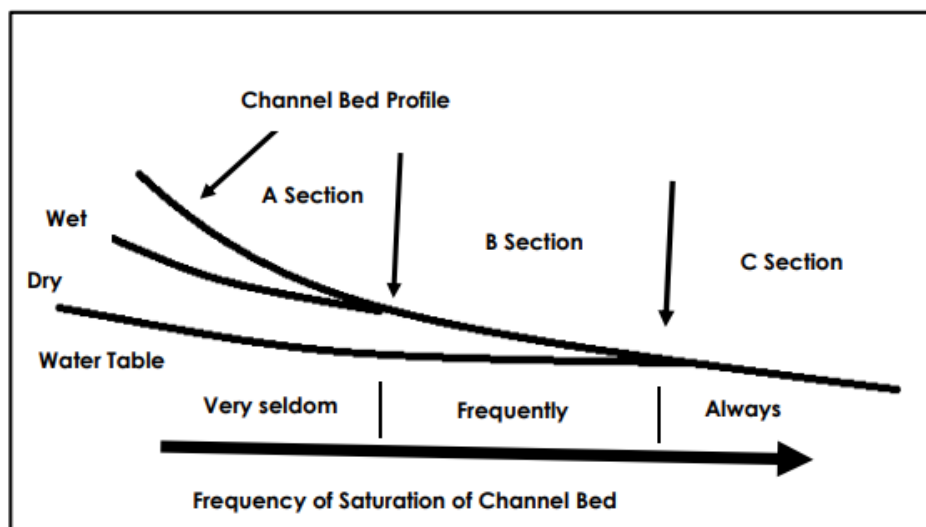 Channel Bed Profile
A Section
Wet
B Section
C Section
Dry
Water Table
Very seldom
Frequently
Always
Frequency of Saturation of Channel Bed